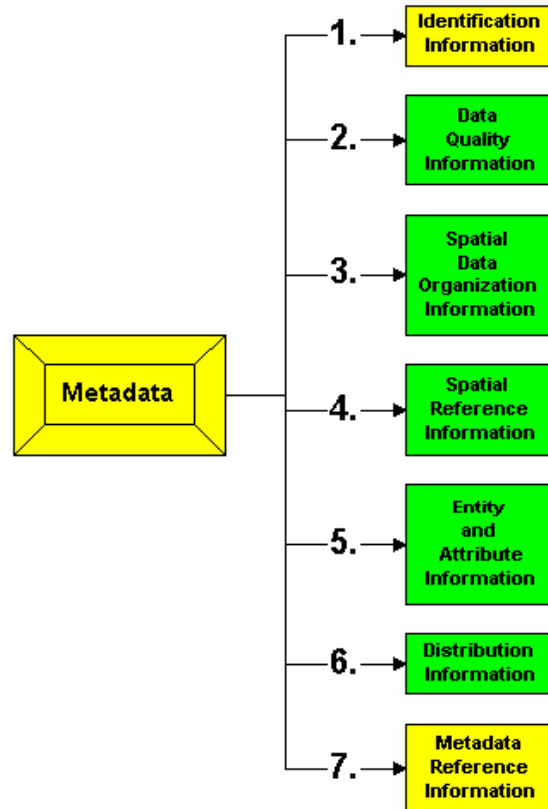 1.
Identification
Information
2.
Data
Quality
Information
3.
Spatial
Data
Organization
Information
Metadata
4.
Spatial
Reference
Information
5.
Entity
and
Attribute
Information
6.
Distribution
Information
7.
Metadata
Reference
Information